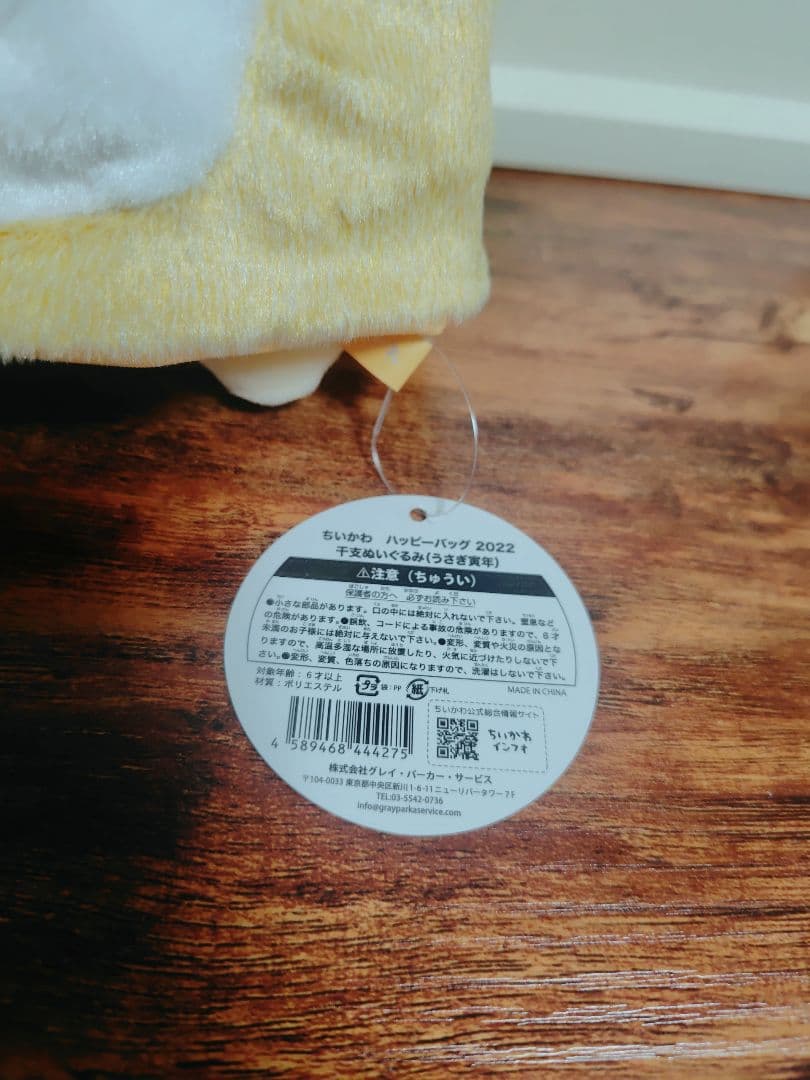 ちいかわ ハッピーバッグ 2022
干支ぬいぐるみ(うさぎ寅年)
⚠注意（ちゅうい）
保護者の方へ 必ずお読み下さい
●小さな部品があります。口の中には絶対に入れないで下さい。窒息など
の危険があります。●誤飲、コードによる事故の危険がありますので、6才
未満のお子様には絶対に与えないで下さい。●変形、変質や火災の原因とな
りますので、高温多湿な場所に放置したり、火気に近づけたりしないで下
さい。●変形、変質、色落ちの原因になりますので、洗濯はしないで下さい。
対象年齢：6才以上
材質：ポリエステル
プラ 袋：PP 紙 下げ札
MADE IN CHINA
4 589468 444275
ちいかわ公式総合情報サイト
ちいかわ
インフォ
株式会社グレイ・パーカー・サービス
〒104-0033 東京都中央区新川1-6-11 ニューリバータワー7F
TEL:03-5542-0736
info@grayparkaservice.com